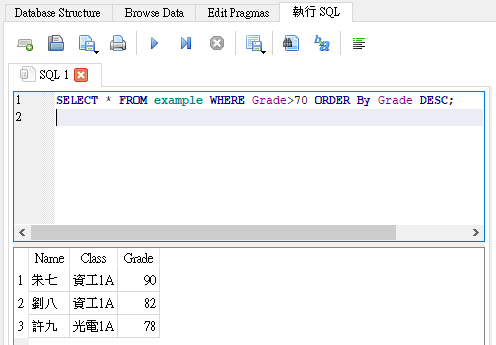 Database Structure Browse Data Edit Pragmas 執行 SQL
SQL 1
1 SELECT * FROM example WHERE Grade>70 ORDER By Grade DESC;
2
Name Class Grade
1 朱七 資工1A 90
2 劉八 資工1A 82
3 許九 光電1A 78